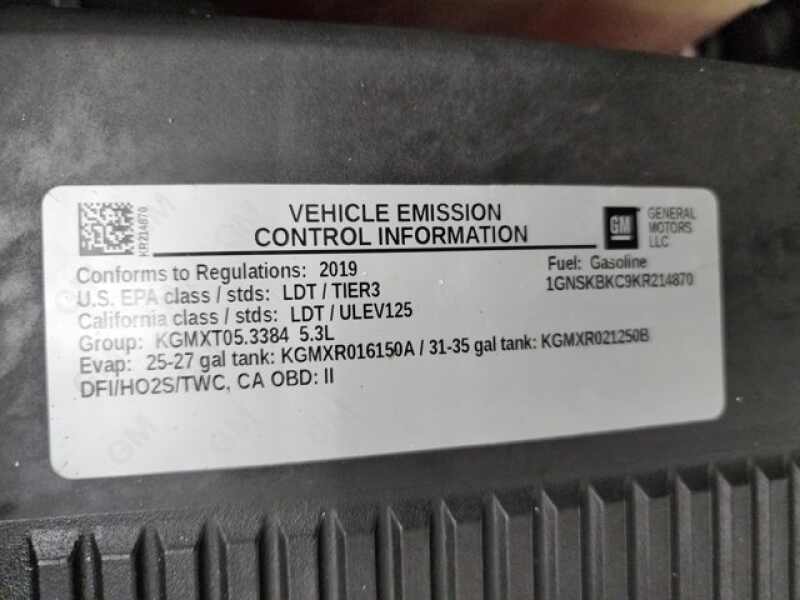 KR214870
VEHICLE EMISSION
CONTROL INFORMATION
GM
GENERAL
MOTORS
LLC
Conforms to Regulations: 2019
Fuel: Gasoline
U.S. EPA class / stds: LDT / TIER3
1GNSKBKC9KR214870
California class / stds: LDT / ULEV125
Group: KGMXT05.3384 5.3L
Evap: 25-27 gal tank: KGMXR016150A / 31-35 gal tank: KGMXR021250B
DFI/HO2S/TWC, CA OBD: II